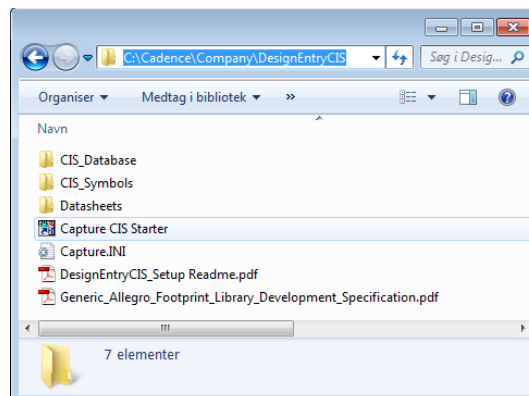 C:\Cadence\Company\DesignEntryCIS
Søg i Desig...
Organiser
Medtag i bibliotek
»
Navn
CIS_Database
CIS_Symbols
Datasheets
Capture CIS Starter
Capture.INI
DesignEntryCIS_Setup Readme.pdf
Generic_Allegro_Footprint_Library_Development_Specification.pdf
7 elementer